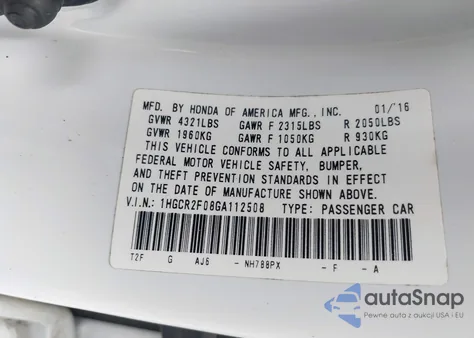 MFD. BY HONDA OF AMERICA MFG., INC. 01/'16
GVWR 4321LBS GAWR F 2315LBS R 2050LBS
GVWR 1960KG GAWR F 1050KG R 930KG
THIS VEHICLE CONFORMS TO ALL APPLICABLE
FEDERAL MOTOR VEHICLE SAFETY, BUMPER,
AND THEFT PREVENTION STANDARDS IN EFFECT
ON THE DATE OF MANUFACTURE SHOWN ABOVE.
V.I.N.: 1HGCR2F08GA112508 TYPE: PASSENGER CAR
T2F G AJ6 - NH788PX - F - A
autoSnap
Pewne auta z aukcji USA i Kanady